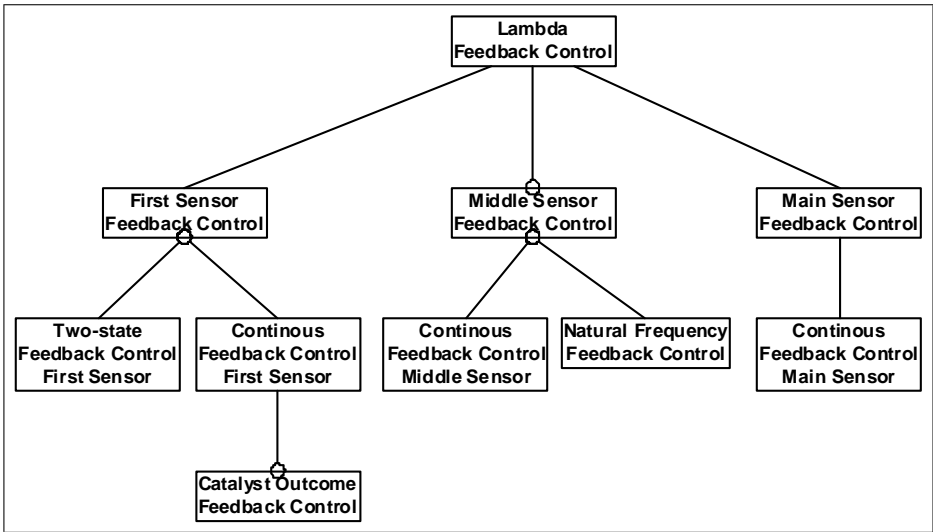 Lambda
Feedback Control
First Sensor
Feedback Control
Middle Sensor
Feedback Control
Main Sensor
Feedback Control
Two-state
Feedback Control
First Sensor
Continous
Feedback Control
First Sensor
Continous
Feedback Control
Middle Sensor
Natural Frequency
Feedback Control
Continous
Feedback Control
Main Sensor
Catalyst Outcome
Feedback Control